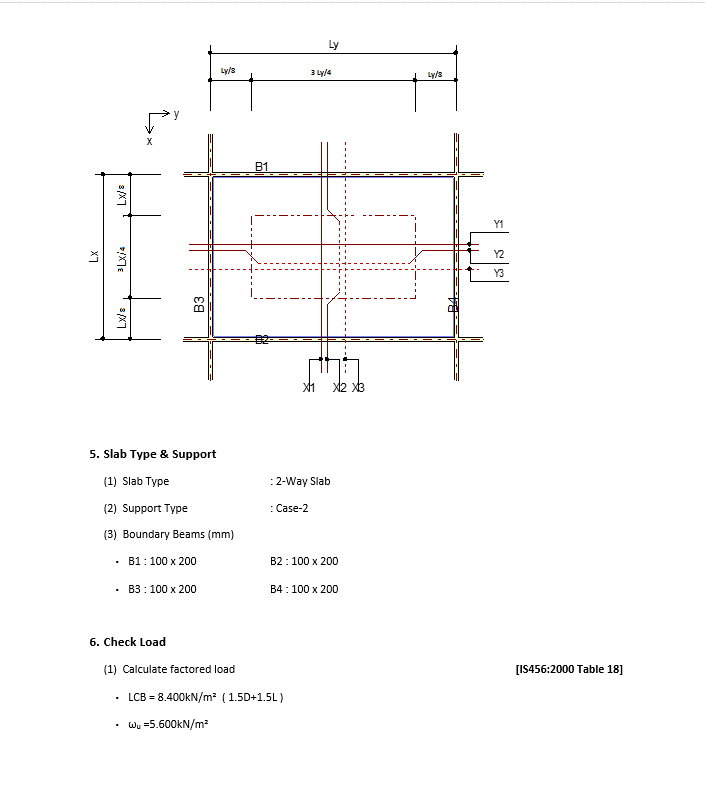 Ly
Ly/8 3 Ly/4 Ly/8
y
x
B1
Lx/8
Lx
3 Lx/4
Lx/8
Y1
Y2
Y3
B3
B4
B2
X1 X2 X3
5. Slab Type & Support
(1) Slab Type : 2-Way Slab
(2) Support Type : Case-2
(3) Boundary Beams (mm)
· B1 : 100 x 200 B2 : 100 x 200
· B3 : 100 x 200 B4 : 100 x 200
6. Check Load
(1) Calculate factored load [IS456:2000 Table 18]
· LCB = 8.400kN/m² ( 1.5D+1.5L )
· ωu =5.600kN/m²